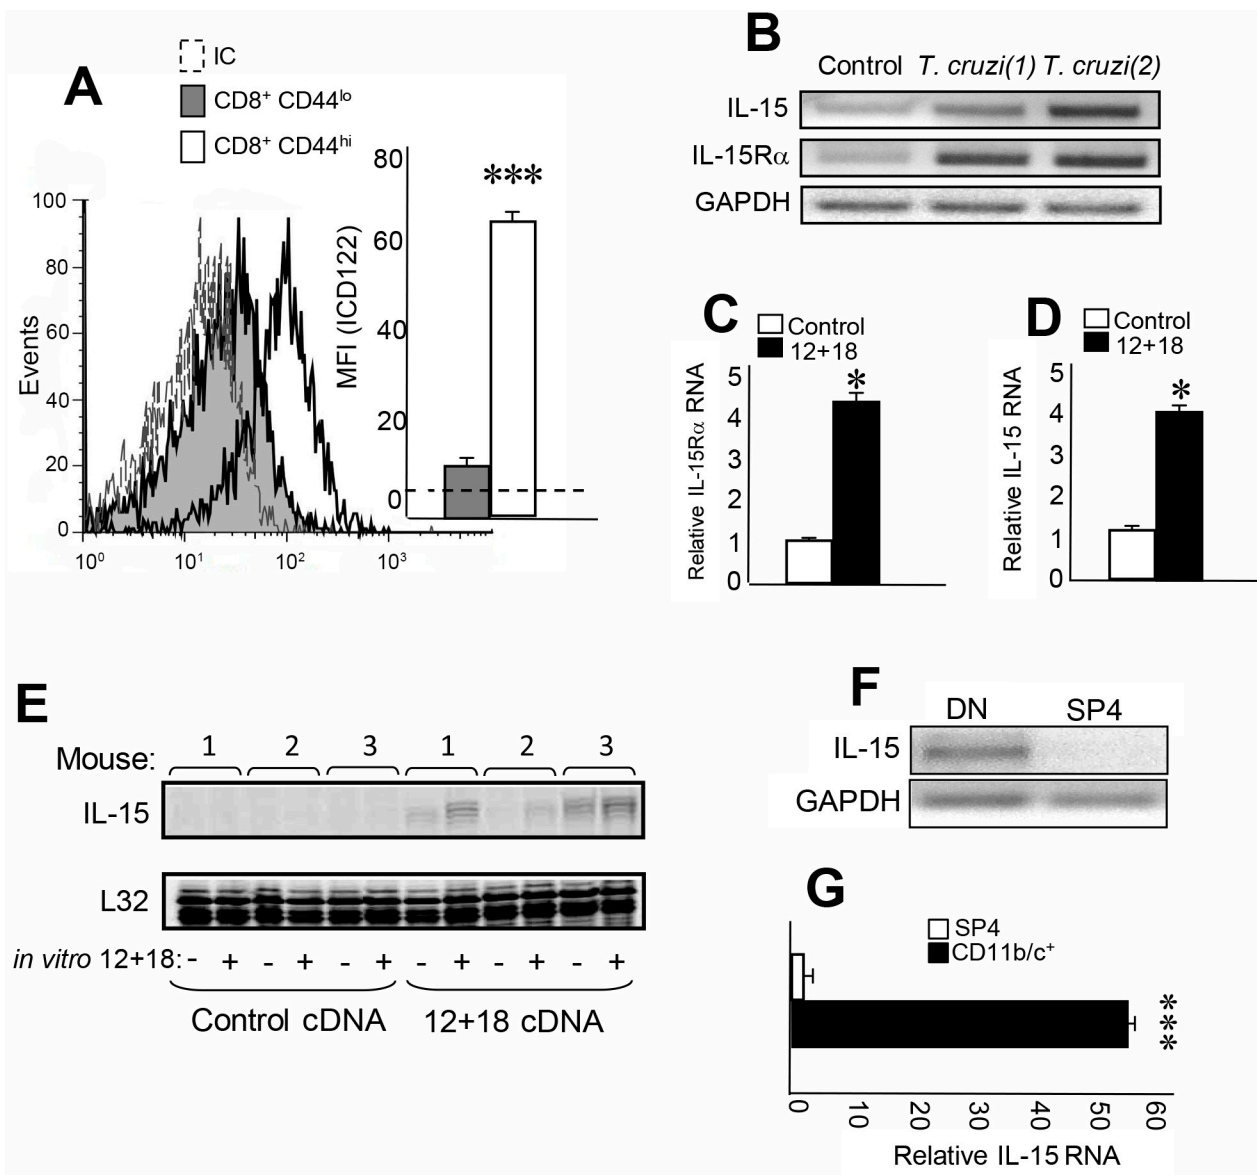 A
IC
CD8+ CD44lo
CD8+ CD44hi
Events
100
80
60
40
20
0
10⁰ 10¹ 10² 10³
MFI (ICD122)
80
60
40
20
0
***
B
Control T. cruzi(1) T. cruzi(2)
IL-15
IL-15Rα
GAPDH
C
Control
12+18
Relative IL-15Rα RNA
5
4
3
2
1
0
*
D
Control
12+18
Relative IL-15 RNA
5
4
3
2
1
0
*
E
Mouse: 1 2 3 1 2 3
IL-15
L32
in vitro 12+18: - + - + - + - + - + - +
Control cDNA 12+18 cDNA
F
DN SP4
IL-15
GAPDH
G
SP4
CD11b/c+
***
0 10 20 30 40 50 60
Relative IL-15 RNA